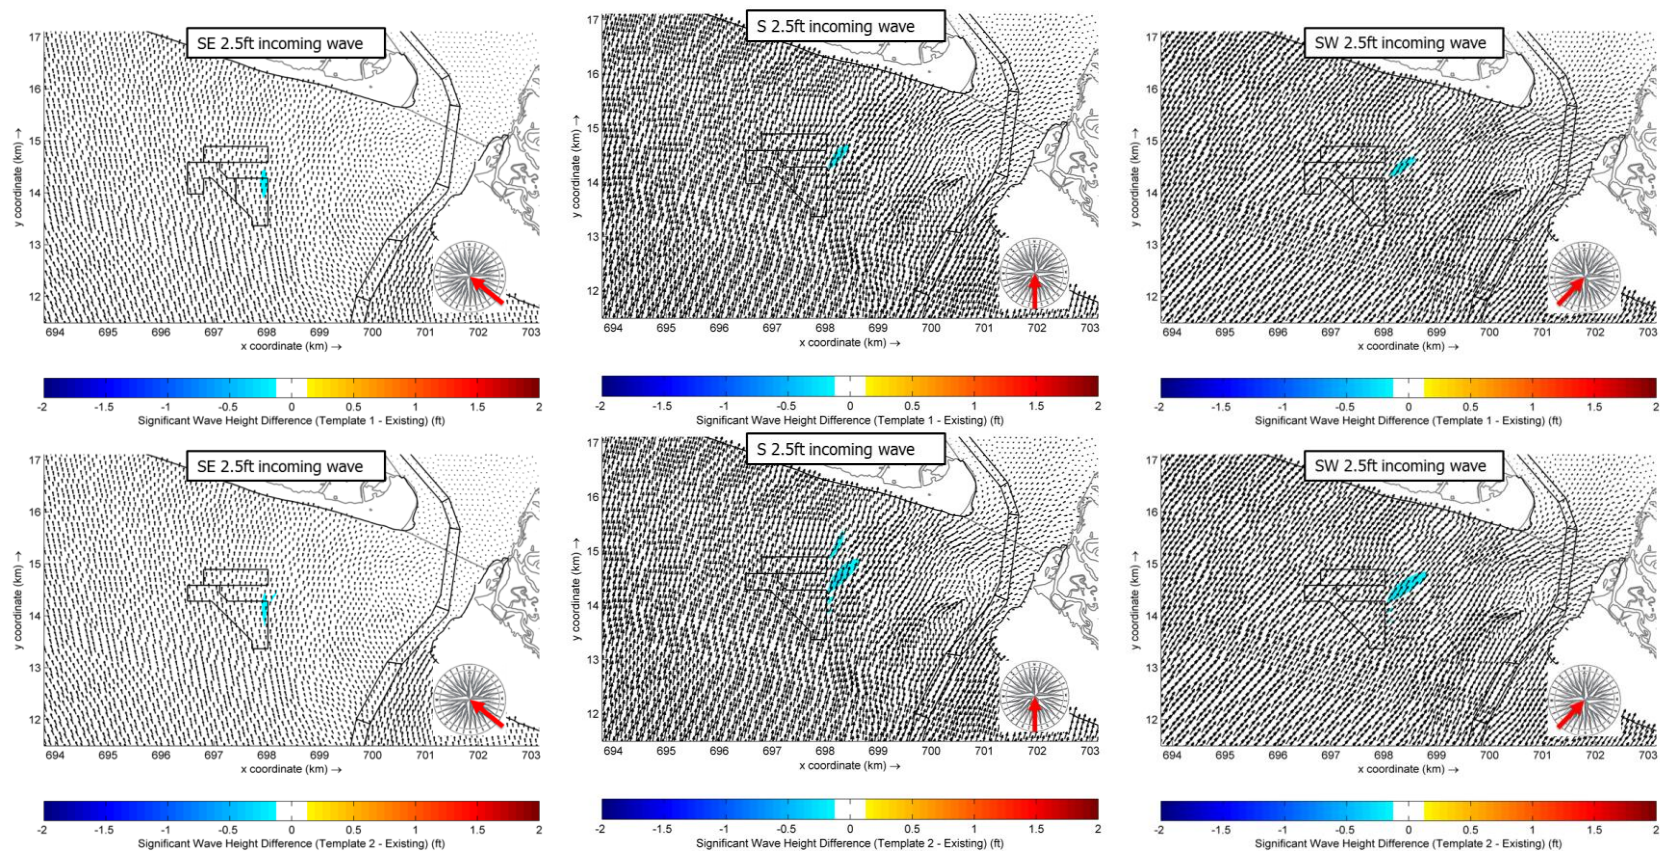 SE 2.5ft incoming wave
17
16
15
14
13
12
y coordinate (km) →
694 695 696 697 698 699 700 701 702 703
x coordinate (km) →
-2 -1.5 -1 -0.5 0 0.5 1 1.5 2
Significant Wave Height Difference (Template 1 - Existing) (ft)
S 2.5ft incoming wave
17
16
15
14
13
12
y coordinate (km) →
694 695 696 697 698 699 700 701 702 703
x coordinate (km) →
-2 -1.5 -1 -0.5 0 0.5 1 1.5 2
Significant Wave Height Difference (Template 1 - Existing) (ft)
SW 2.5ft incoming wave
17
16
15
14
13
12
y coordinate (km) →
694 695 696 697 698 699 700 701 702 703
x coordinate (km) →
-2 -1.5 -1 -0.5 0 0.5 1 1.5 2
Significant Wave Height Difference (Template 1 - Existing) (ft)
SE 2.5ft incoming wave
17
16
15
14
13
12
y coordinate (km) →
694 695 696 697 698 699 700 701 702 703
x coordinate (km) →
-2 -1.5 -1 -0.5 0 0.5 1 1.5 2
Significant Wave Height Difference (Template 2 - Existing) (ft)
S 2.5ft incoming wave
17
16
15
14
13
12
y coordinate (km) →
694 695 696 697 698 699 700 701 702 703
x coordinate (km) →
-2 -1.5 -1 -0.5 0 0.5 1 1.5 2
Significant Wave Height Difference (Template 2 - Existing) (ft)
SW 2.5ft incoming wave
17
16
15
14
13
12
y coordinate (km) →
694 695 696 697 698 699 700 701 702 703
x coordinate (km) →
-2 -1.5 -1 -0.5 0 0.5 1 1.5 2
Significant Wave Height Difference (Template 2 - Existing) (ft)